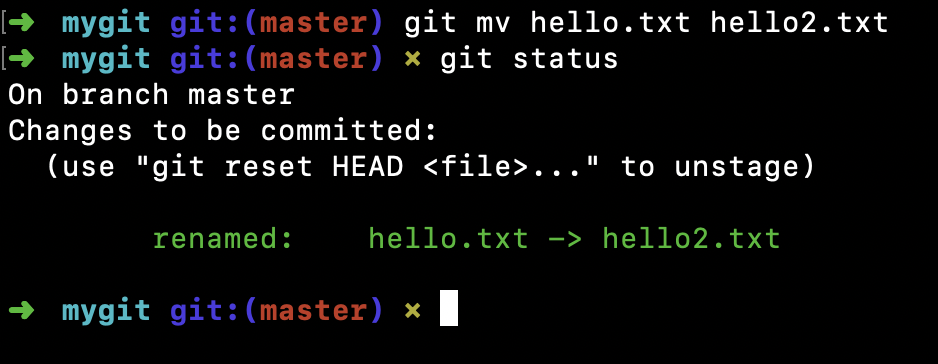 ➜ mygit git:(master) git mv hello.txt hello2.txt
➜ mygit git:(master) × git status
On branch master
Changes to be committed:
(use "git reset HEAD <file>..." to unstage)
renamed: hello.txt -> hello2.txt
➜ mygit git:(master) ×